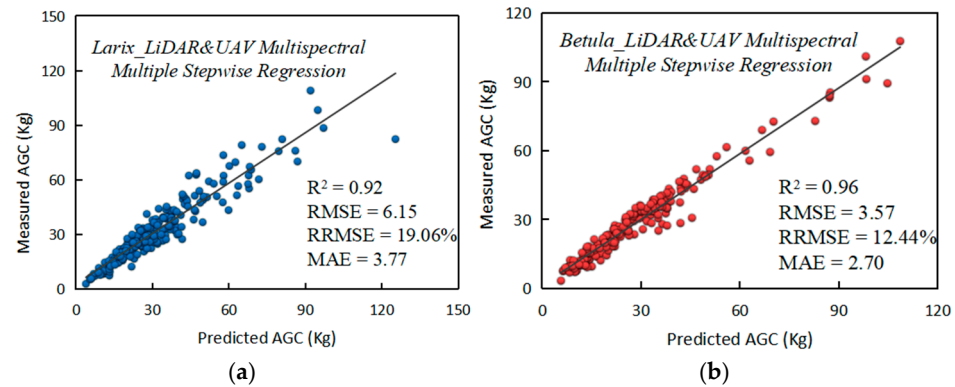 Larix_LiDAR&UAV Multispectral
Multiple Stepwise Regression
150
120
90
60
30
0
Measured AGC (Kg)
R² = 0.92
RMSE = 6.15
RRMSE = 19.06%
MAE = 3.77
0 30 60 90 120 150
Predicted AGC (Kg)
(a)
Betula_LiDAR&UAV Multispectral
Multiple Stepwise Regression
120
90
60
30
0
Measured AGC (Kg)
R² = 0.96
RMSE = 3.57
RRMSE = 12.44%
MAE = 2.70
0 30 60 90 120
Predicted AGC (Kg)
(b)